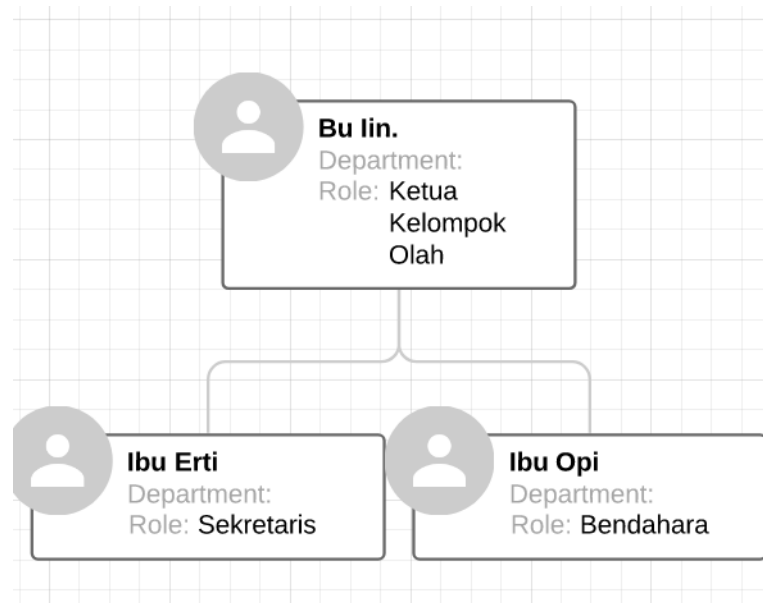 Bu Iin.
Department:
Role: Ketua
Kelompok
Olah
Ibu Erti
Department:
Role: Sekretaris
Ibu Opi
Department:
Role: Bendahara